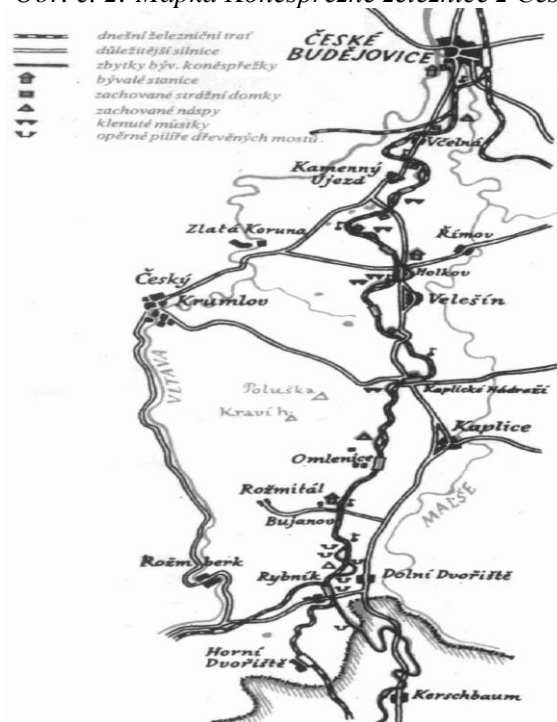 Obr. č. 2: Mapka Koněspřežné železnice z Čes
dnešní železniční trať
důležitější silnice
zbytky býv. koněspřežky
bývalé stanice
zachované strážní domky
zachované náspy
klenuté můstky
opěrné pilíře dřevěných mostů.
ČESKÉ
BUDĚJOVICE
Včelná
Kamenný
Újezd
Zlatá Koruna
Římov
Holkov
Český
Krumlov
Velešín
VLTAVA
Poluška
Kraví h.
Kaplické Nádraží
Kaplice
Omlenice
Rožmitál
Bujanov
MALŠE
Rožmberk
Rybník
Dolní Dvořiště
Horní
Dvořiště
Kerschbaum